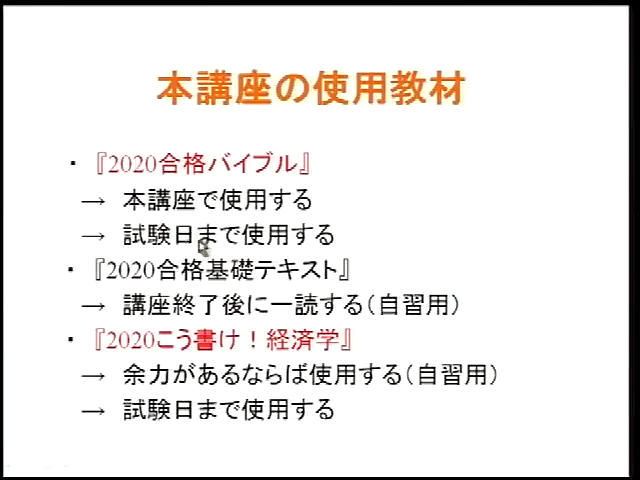 本講座の使用教材
・『2020合格バイブル』
→ 本講座で使用する
→ 試験日まで使用する
・『2020合格基礎テキスト』
→ 講座終了後に一読する（自習用）
・『2020こう書け！経済学』
→ 余力があるならば使用する（自習用）
→ 試験日まで使用する